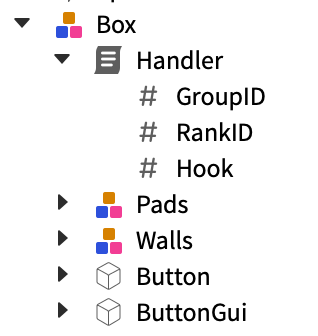 Box
Handler
# GroupID
# RankID
# Hook
Pads
Walls
Button
ButtonGui